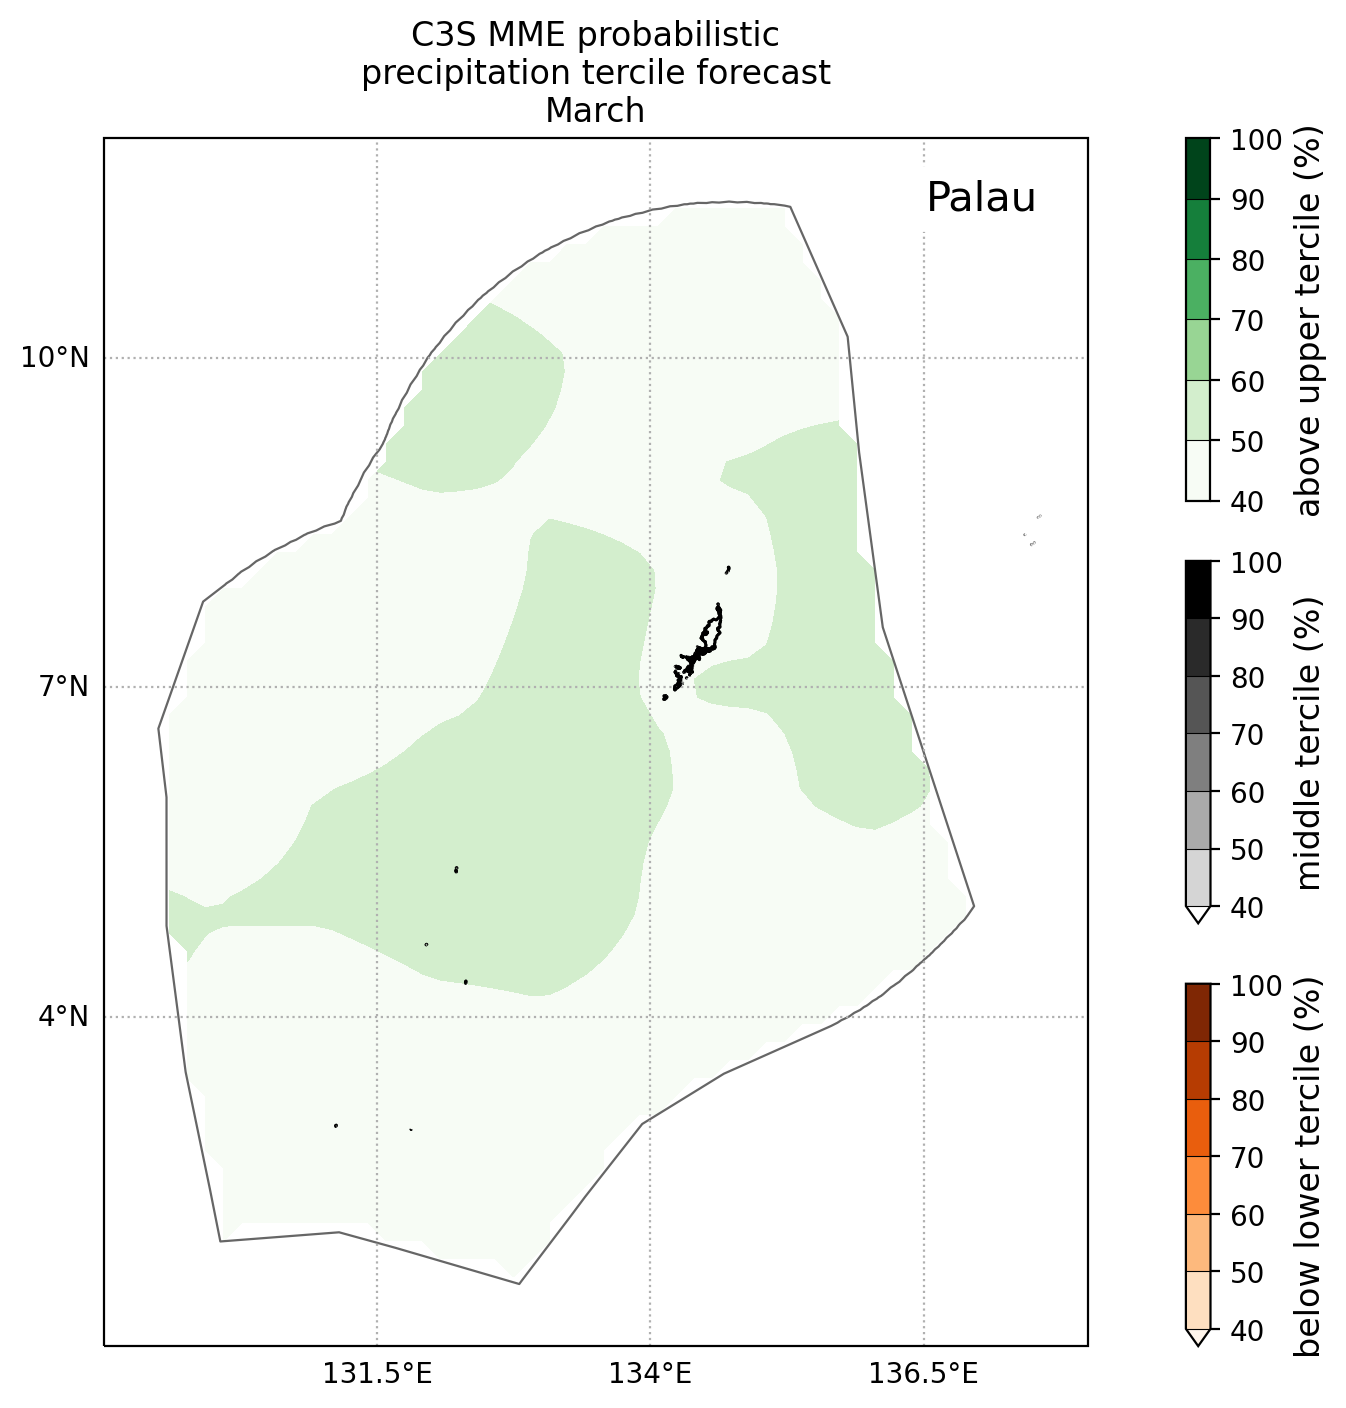 C3S MME probabilistic
precipitation tercile forecast
March
Palau
10°N
7°N
4°N
131.5°E
134°E
136.5°E
100
90
80
70
60
50
40
above upper tercile (%)
100
90
80
70
60
50
40
middle tercile (%)
100
90
80
70
60
50
40
below lower tercile (%)